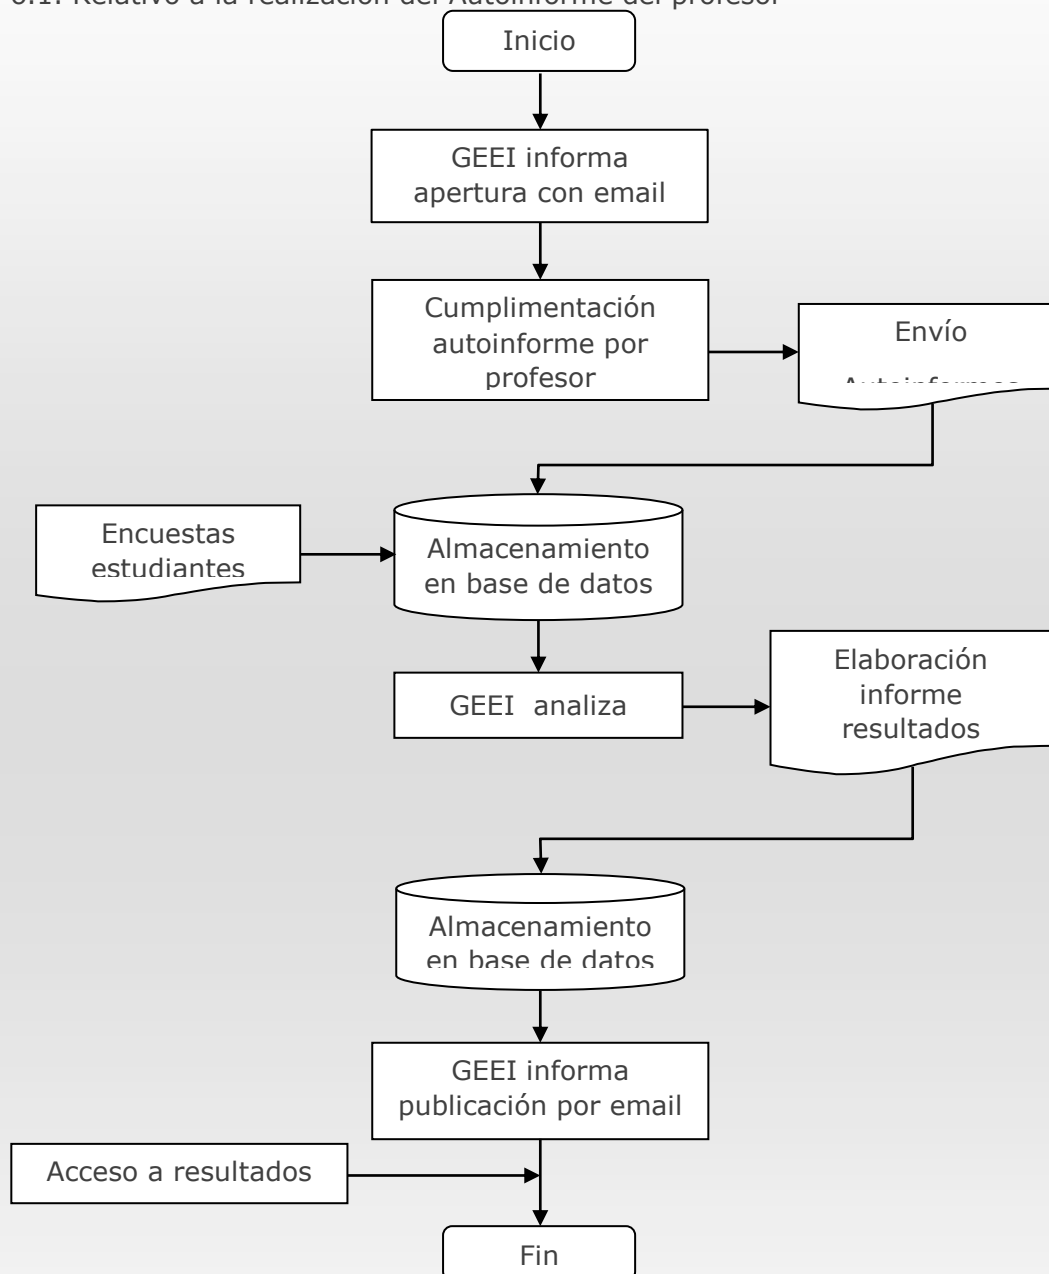 Relativo a la realización del Autoinforme del profesor
Inicio
GEEI informa
apertura con email
Cumplimentación
autoinforme por
profesor
Envío
Autoinformes
Encuestas
estudiantes
Almacenamiento
en base de datos
GEEI analiza
Elaboración
informe
resultados
Almacenamiento
en base de datos
GEEI informa
publicación por email
Acceso a resultados
Fin